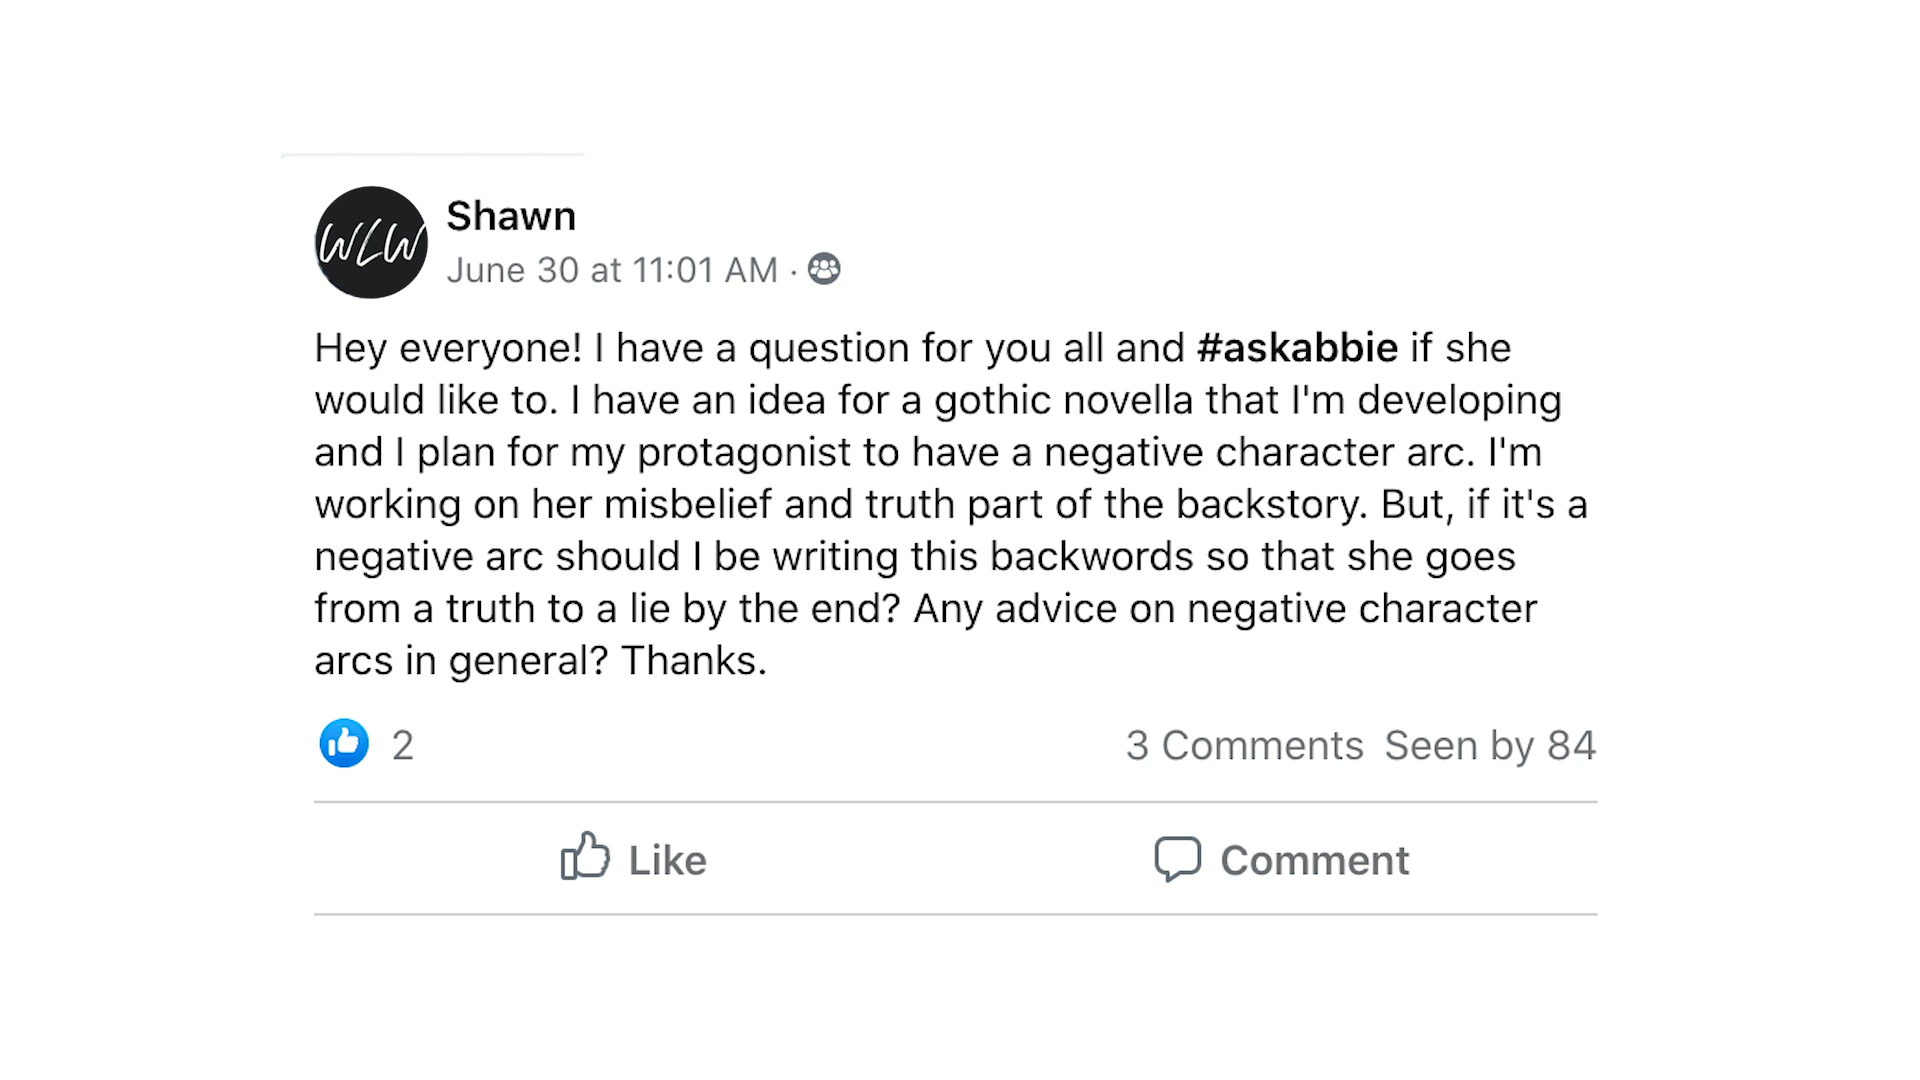 WLW
Shawn
June 30 at 11:01 AM ·
Hey everyone! I have a question for you all and #askabbie if she
would like to. I have an idea for a gothic novella that I'm developing
and I plan for my protagonist to have a negative character arc. I'm
working on her misbelief and truth part of the backstory. But, if it's a
negative arc should I be writing this backwords so that she goes
from a truth to a lie by the end? Any advice on negative character
arcs in general? Thanks.
2
3 Comments Seen by 84
Like
Comment